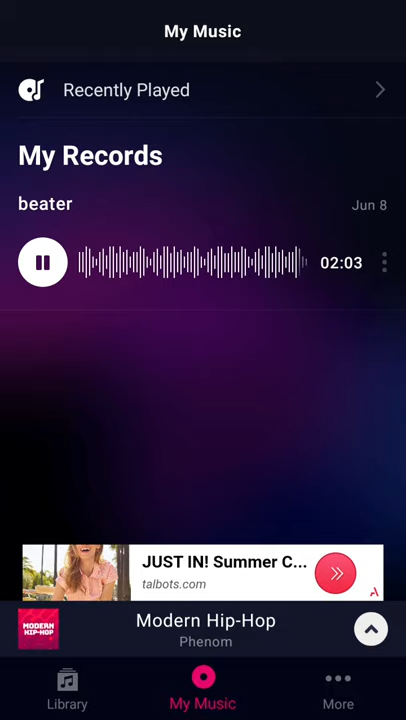 My Music
Recently Played
My Records
beater
Jun 8
02:03
JUST IN! Summer C...
talbots.com
MODERN
HIP-HOP
Modern Hip-Hop
Phenom
Library
My Music
More